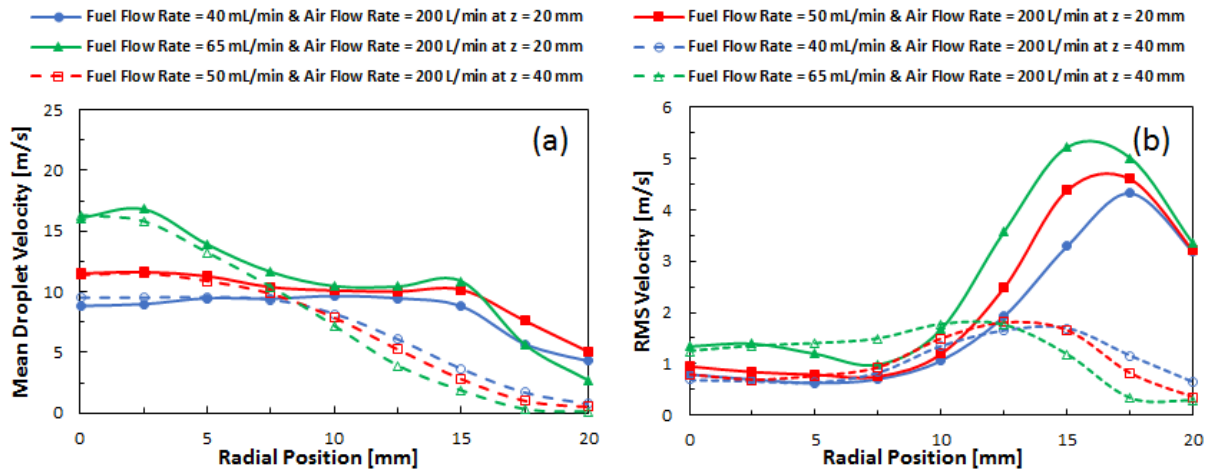 Fuel Flow Rate = 40 mL/min & Air Flow Rate = 200 L/min at z = 20 mm
Fuel Flow Rate = 50 mL/min & Air Flow Rate = 200 L/min at z = 20 mm
Fuel Flow Rate = 65 mL/min & Air Flow Rate = 200 L/min at z = 20 mm
Fuel Flow Rate = 40 mL/min & Air Flow Rate = 200 L/min at z = 40 mm
Fuel Flow Rate = 50 mL/min & Air Flow Rate = 200 L/min at z = 40 mm
Fuel Flow Rate = 65 mL/min & Air Flow Rate = 200 L/min at z = 40 mm
Mean Droplet Velocity [m/s]
25
20
15
10
5
0
(a)
0 5 10 15 20
Radial Position [mm]
RMS Velocity [m/s]
6
5
4
3
2
1
0
(b)
0 5 10 15 20
Radial Position [mm]